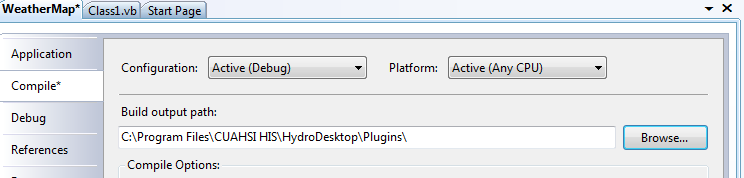 WeatherMap* Class1.vb Start Page
Application
Configuration: Active (Debug) Platform: Active (Any CPU)
Compile*
Build output path:
Debug
C:\Program Files\CUAHSI HIS\HydroDesktop\Plugins\ Browse...
References
Compile Options: